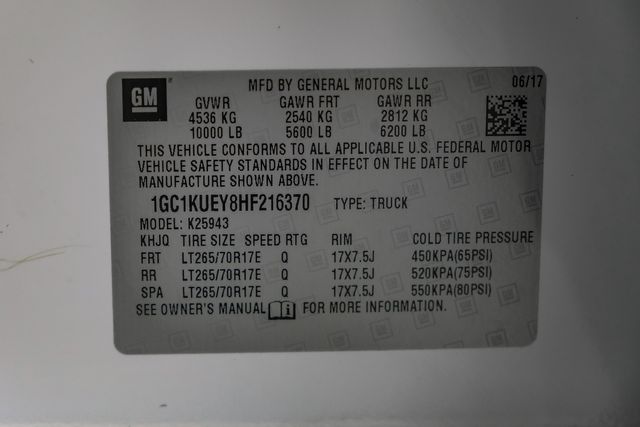 GM MFD BY GENERAL MOTORS LLC 06/17
GVWR GAWR FRT GAWR RR
4536 KG 2540 KG 2812 KG
10000 LB 5600 LB 6200 LB
THIS VEHICLE CONFORMS TO ALL APPLICABLE U.S. FEDERAL MOTOR
VEHICLE SAFETY STANDARDS IN EFFECT ON THE DATE OF
MANUFACTURE SHOWN ABOVE.
1GC1KUEY8HF216370 TYPE: TRUCK
MODEL: K25943
KHJQ TIRE SIZE SPEED RTG RIM COLD TIRE PRESSURE
FRT LT265/70R17E Q 17X7.5J 450KPA(65PSI)
RR LT265/70R17E Q 17X7.5J 520KPA(75PSI)
SPA LT265/70R17E Q 17X7.5J 550KPA(80PSI)
SEE OWNER'S MANUAL i FOR MORE INFORMATION.